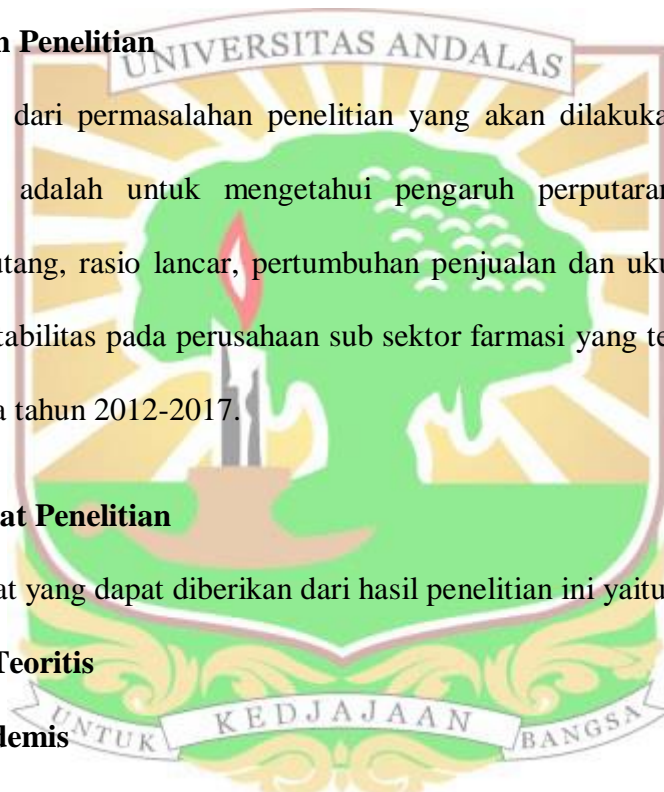 n Penelitian
UNIVERSITAS ANDALAS
dari permasalahan penelitian yang akan dilakuka
adalah untuk mengetahui pengaruh perputaran
utang, rasio lancar, pertumbuhan penjualan dan uku
tabilitas pada perusahaan sub sektor farmasi yang te
a tahun 2012-2017.
at Penelitian
at yang dapat diberikan dari hasil penelitian ini yaitu
Teoritis
UNTUK KEDJAJAAN BANGSA
demis